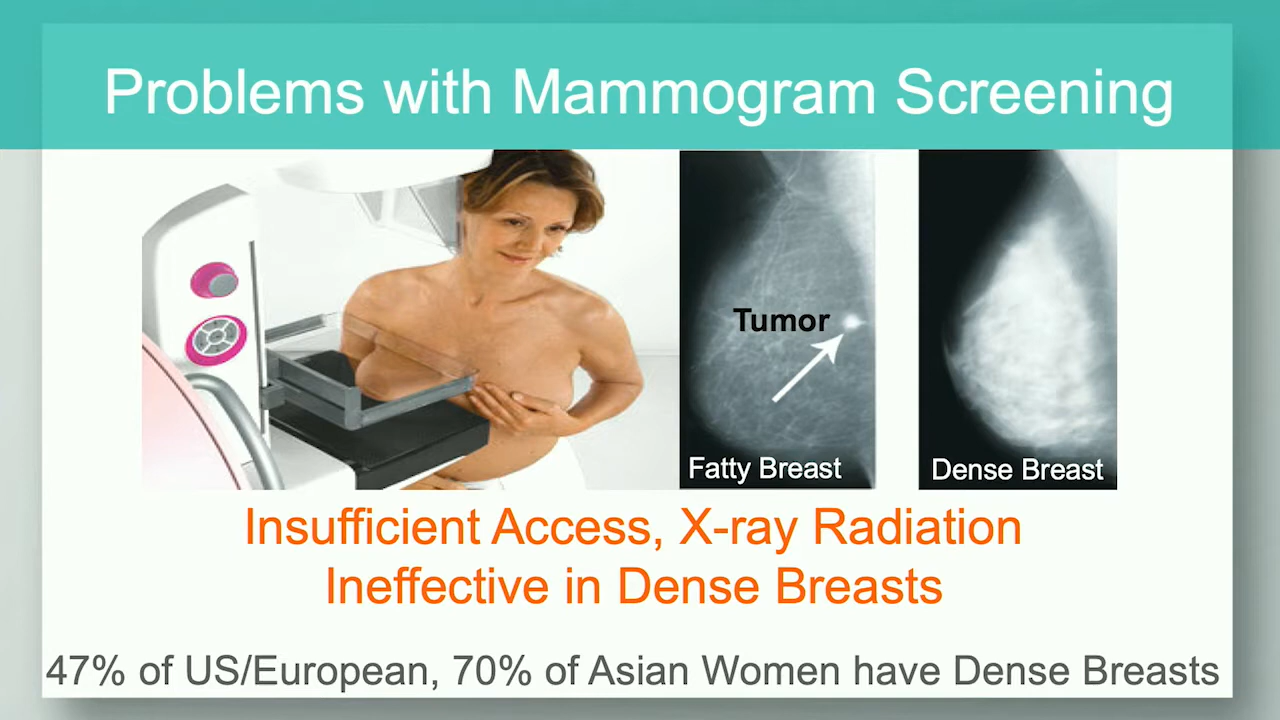 Problems with Mammogram Screening
Tumor
Fatty Breast
Dense Breast
Insufficient Access, X-ray Radiation
Ineffective in Dense Breasts
47% of US/European, 70% of Asian Women have Dense Breasts